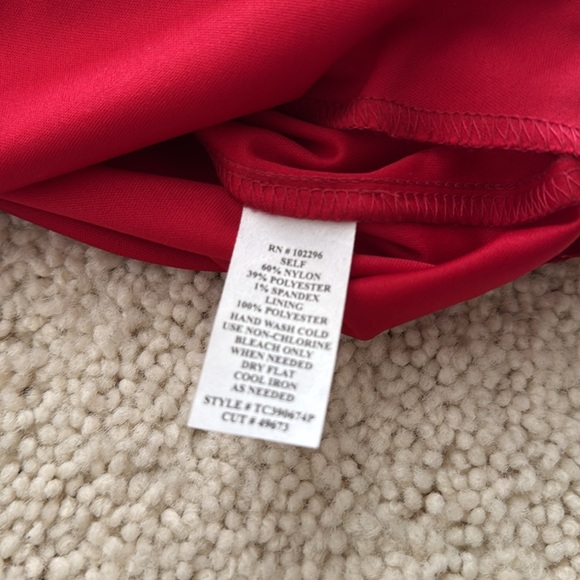 RN # 102296
SELF
60% NYLON
39% POLYESTER
1% SPANDEX
LINING
100% POLYESTER
HAND WASH COLD
USE NON-CHLORINE
BLEACH ONLY
WHEN NEEDED
DRY FLAT
COOL IRON
AS NEEDED
STYLE # TC390674P
CUT # 49673